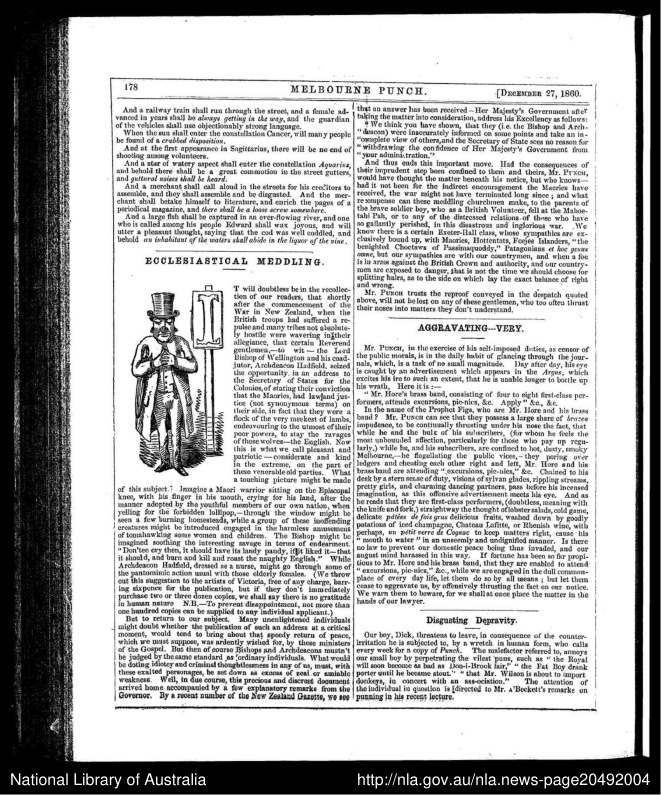 178
MELBOURNE PUNCH.
[DECEMBER 27, 1860.
And a railway train shall run through the street, and a female ad-
vanced in years shall be always getting in the way, and the guardian
of the vehicles shall use objectionably strong language.
When the sun shall enter the constellation Cancer, will many people
be found of a crabbed disposition.
And at the first appearance in Sagittarius, there will be no end of
shooting among volunteers.
And a star of watery aspect shall enter the constellation Aquarius,
and behold there shall be a great commotion in the street gutters,
and guttural noises shall be heard.
And a merchant shall call aloud in the streets for his creditors to
assemble, and they shall assemble and be disgusted. And the mer-
chant shall betake himself to literature, and enrich the pages of a
periodical magazine, and there shall be a loose screw somewhere.
And a large fish shall be captured in an ever-flowing river, and one
who is called among his people Edward shall wax joyous, and will
utter a pleasant thought, saying that the cod was well coddled, and
behold an inhabitant of the waters shall abide in the liquor of the vine.
ECCLESIASTICAL MEDDLING.
T will doubtless be in the recollec-
tion of our readers, that shortly
after the commencement of the
War in New Zealand, when the
British troops had suffered a re-
pulse and many tribes not absolute-
ly hostile were wavering in their
allegiance, that certain Reverend
gentlemen,—to wit — the Lord
Bishop of Wellington and his coad-
jutor, Archdeacon Hadfield, seized
the opportunity, in an address to
the Secretary of States for the
Colonies, of stating their conviction
that the Maories, had law and jus-
tice (not synonymous terms) on
their side, in fact that they were a
flock of the very meekest of lambs,
endeavouring to the utmost of their
poor powers, to stay the ravages
of those wolves—the English. Now
this is what we call pleasant and
patriotic — considerate and kind
in the extreme, on the part of
these venerable old parties. What
a touching picture might be made
of this subject. Imagine a Maori warrior sitting on the Episcopal
knee, with his finger in his mouth, crying for his land, after the
manner adopted by the youthful members of our own nation, when
yelling for the forbidden lollipop,—through the window might be
seen a few burning homesteads, while a group of these inoffending
creatures might be introduced engaged in the harmless amusement
of tomahawking some women and children. The Bishop might be
imagined soothing the interesting savage in terms of endearment.
"Don'tee cry then, it should have its landy pandy, if it liked it—that
it should, and burn and kill and roast the naughty English." While
Archdeacon Hadfield, dressed as a nurse, might go through some of
the pantomimic action usual with those elderly females. (We throw
out this suggestion to the artists of Victoria, free of any charge, barr-
ing sixpence for the publication, but if they don't immediately
purchase two or three dozen copies, we shall say there is no gratitude
in human nature N.B.—To prevent disappointment, not more than
one hundred copies can be supplied to any individual applicant.)
But to return to our subject. Many unenlightened individuals
might doubt whether the publication of such an address at a critical
moment, would tend to bring about that speedy return of peace,
which we must suppose, was ardently wished for, by these ministers
of the Gospel. But then of course Bishops and Archdeacons mustn't
be judged by the same standard as ordinary individuals. What would
be doting idiotcy and criminal thoughtlessness in any of us, must, with
these exalted personages, be set down as excess of zeal or amiable
weakness. Well, in due course, this precious and discreet document
arrived home accompanied by a few explanatory remarks from the
Governor. By a recent number of the New Zealand Gazette, we see
that an answer has been received—Her Majesty's Government after
taking the matter into consideration, address his Excellency as follows:
"We think you have shown, that they (i.e. the Bishop and Arch-
"deacon) were inaccurately informed on some points and take an in-
"complete view of others, and the Secretary of State sees no reason for
"withdrawing the confidence of Her Majesty's Government from
"your administration."
And thus ends this important move. Had the consequences of
their imprudent step been confined to them and theirs, Mr. PUNCH,
would have thought the matter beneath his notice, but who knows—
had it not been for the indirect encouragement the Maories have
received, the war might not have terminated long since; and what
recompense can these meddling churchmen make, to the parents of
the brave soldier boy, who as a British Volunteer, fell at the Mahoe-
tahi Pah, or to any of the distressed relations of those who have
so gallantly perished, in this disastrous and inglorious war. We
know there is a certain Exeter-Hall class, whose sympathies are ex-
clusively bound up, with Maories, Hottentots, Feejee Islanders, "the
benighted Choctaws of Passimaquoddy," Patagonians et hoc genus
omne, but our sympathies are with our countrymen, and when a foe
is in arms against the British Crown and authority, and our country-
men are exposed to danger, that is not the time we should choose for
splitting hairs, as to the side on which lay the exact balance of right
and wrong.
Mr. PUNCH trusts the reproof conveyed in the despatch quoted
above, will not be lost on any of these gentlemen, who too often thrust
their noses into matters they don't understand.
AGGRAVATING---VERY.
Mr. PUNCH, in the exercise of his self-imposed duties, as censor of
the public morals, is in the daily habit of glancing through the jour-
nals, which, is a task of no small magnitude. Day after day, his eye
is caught by an advertisement which appears in the Argus, which
excites his ire to such an extent, that he is unable longer to bottle up
his wrath. Here it is:—
"Mr. Hore's brass band, consisting of four to eight first-class per-
formers, attends excursions, pic-nics, &c. Apply" &c., &c.
In the name of the Prophet Figs, who are Mr. Hore and his brass
band? Mr. PUNCH can see that they possess a large share of brazen
impudence, to be continually thrusting under his nose the fact, that
while he and the bulk of his subscribers, (for whom he feels the
most unbounded affection, particularly for those who pay up regu-
larly,) while he, and his subscribers, are confined to hot, dusty, smoky
Melbourne,—he flagellating the public vices,—they poring over
ledgers and cheating each other right and left, Mr. Hore and his
brass band are attending "excursions, pic-nics," &c. Chained to his
desk by a stern sense of duty, visions of sylvan glades, rippling streams,
pretty girls, and charming dancing partners, pass before his incensed
imagination, as this offensive advertisement meets his eye. And as
he reads that they are first-class performers, (doubtless, meaning with
the knife and fork,) straightway the thought of lobster salads, cold game,
delicate patées de foie gras delicious fruits, washed down by goodly
potations of iced champagne, Chateau Lafitte, or Rhenish wine, with
perhaps, un petit verre de Cognac to keep matters right, cause his
"mouth to water" in an unseemly and undignified manner. Is there
no law to prevent our domestic peace being thus invaded, and our
august mind harassed in this way. If fortune has been so far propi-
tious to Mr. Hore and his brass band, that they are enabled to attend
"excursions, pic-nics," &c., while we are engaged in the dull common-
place of every day life, let them do so by all means; but let them
cease to aggravate us, by offensively thrusting the fact on our notice.
We warn them to beware, for we shall at once place the matter in the
hands of our lawyer.
Disgusting Depravity.
Our boy, Dick, threatens to leave, in consequence of the counter-
irritation he is subjected to, by a wretch in human form, who calls
every week for a copy of Punch. The malefactor referred to, annoys
our small boy by perpetrating the vilest puns, such as "the Royal
will soon become as bad as Don-i-Brook fair," "the Fat Boy drank
porter until he became stout." "that Mr. Wilson is about to import
donkeys, in concert with an ass-ociation." The attention of
the individual in question is directed to Mr. A'Beckett's remarks on
punning in his recent lecture.
National Library of Australia
http://nla.gov.au/nla.news-page20492004